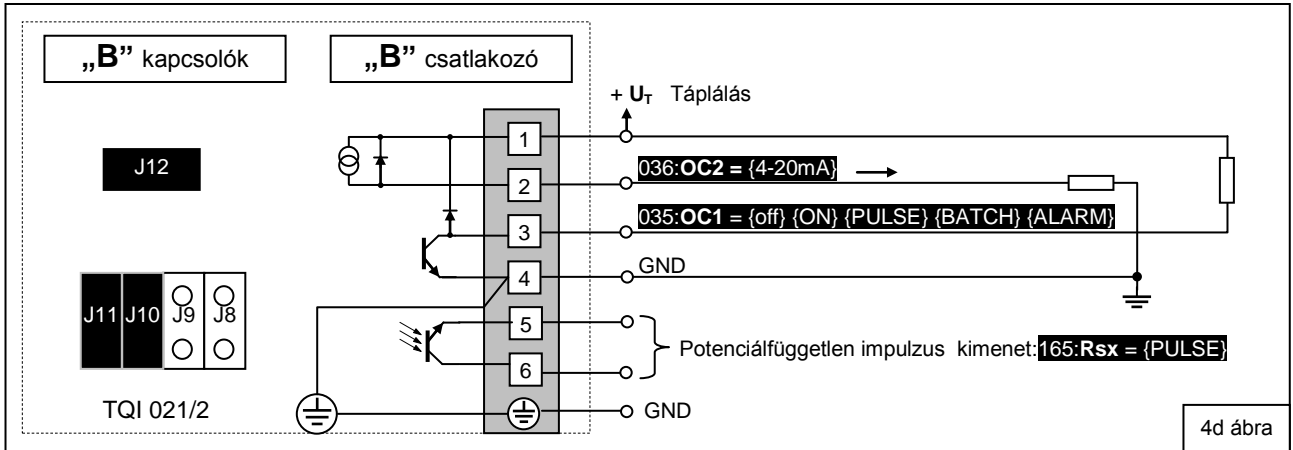 „B” kapcsolók
„B” csatlakozó
+ UT Táplálás
J12
1
2
3
4
5
6
036:OC2 = {4-20mA}
035:OC1 = {off} {ON} {PULSE} {BATCH} {ALARM}
GND
J11 J10 J9 J8
Potenciálfüggetlen impulzus kimenet:165:Rsx = {PULSE}
TQI 021/2
GND
4d ábra